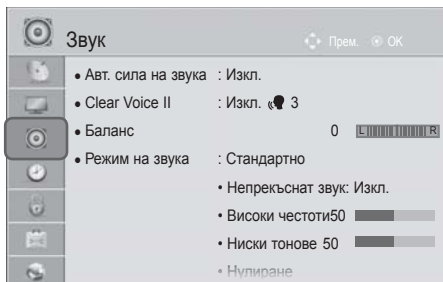 Звук
Прем. OK
• Авт. сила на звука : Изкл.
• Clear Voice II : Изкл. 3
• Баланс 0 L R
• Режим на звука : Стандартно
• Непрекъснат звук: Изкл.
• Високи честоти50
• Ниски тонове 50
• Нулиране